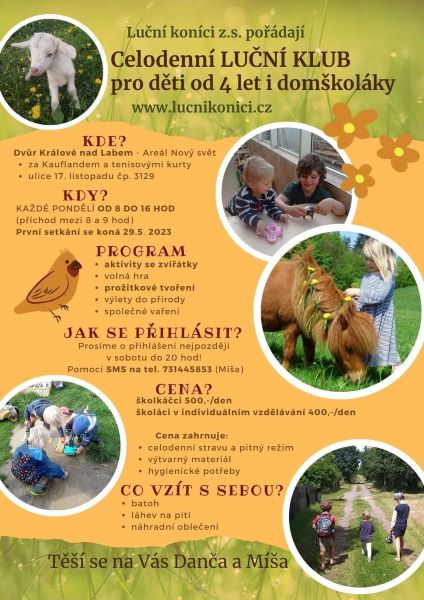 Luční koníci z.s. pořádají
Celodenní LUČNÍ KLUB
pro děti od 4 let i domškoláky
www.lucnikonici.cz
KDE?
Dvůr Králové nad Labem - Areál Nový svět
• za Kauflandem a tenisovými kurty
• ulice 17. listopadu čp. 3129
KDY?
KAŽDÉ PONDĚLÍ OD 8 DO 16 HOD
(příchod mezi 8 a 9 hod)
První setkání se koná 29.5. 2023
PROGRAM
• aktivity se zvířátky
• volná hra
• prožitkové tvoření
• výlety do přírody
• společné vaření
JAK SE PŘIHLÁSIT?
Prosíme o přihlášení nejpozději
v sobotu do 20 hod!
Pomocí SMS na tel. 731445853 (Míša)
CENA?
školkáčci 500,-/den
školáci v individuálním vzdělávání 400,-/den
Cena zahrnuje:
• celodenní stravu a pitný režim
• výtvarný materiál
• hygienické potřeby
CO VZÍT S SEBOU?
• batoh
• láhev na pití
• náhradní oblečení
Těší se na Vás Danča a Míša